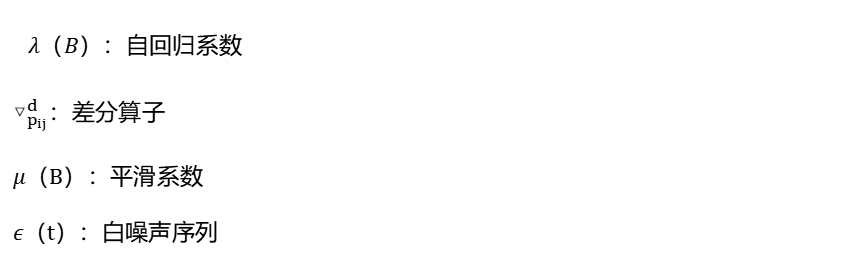 λ（B）：自回归系数
▽^d_{p_{ij}}：差分算子
μ（B）：平滑系数
ϵ（t）：白噪声序列